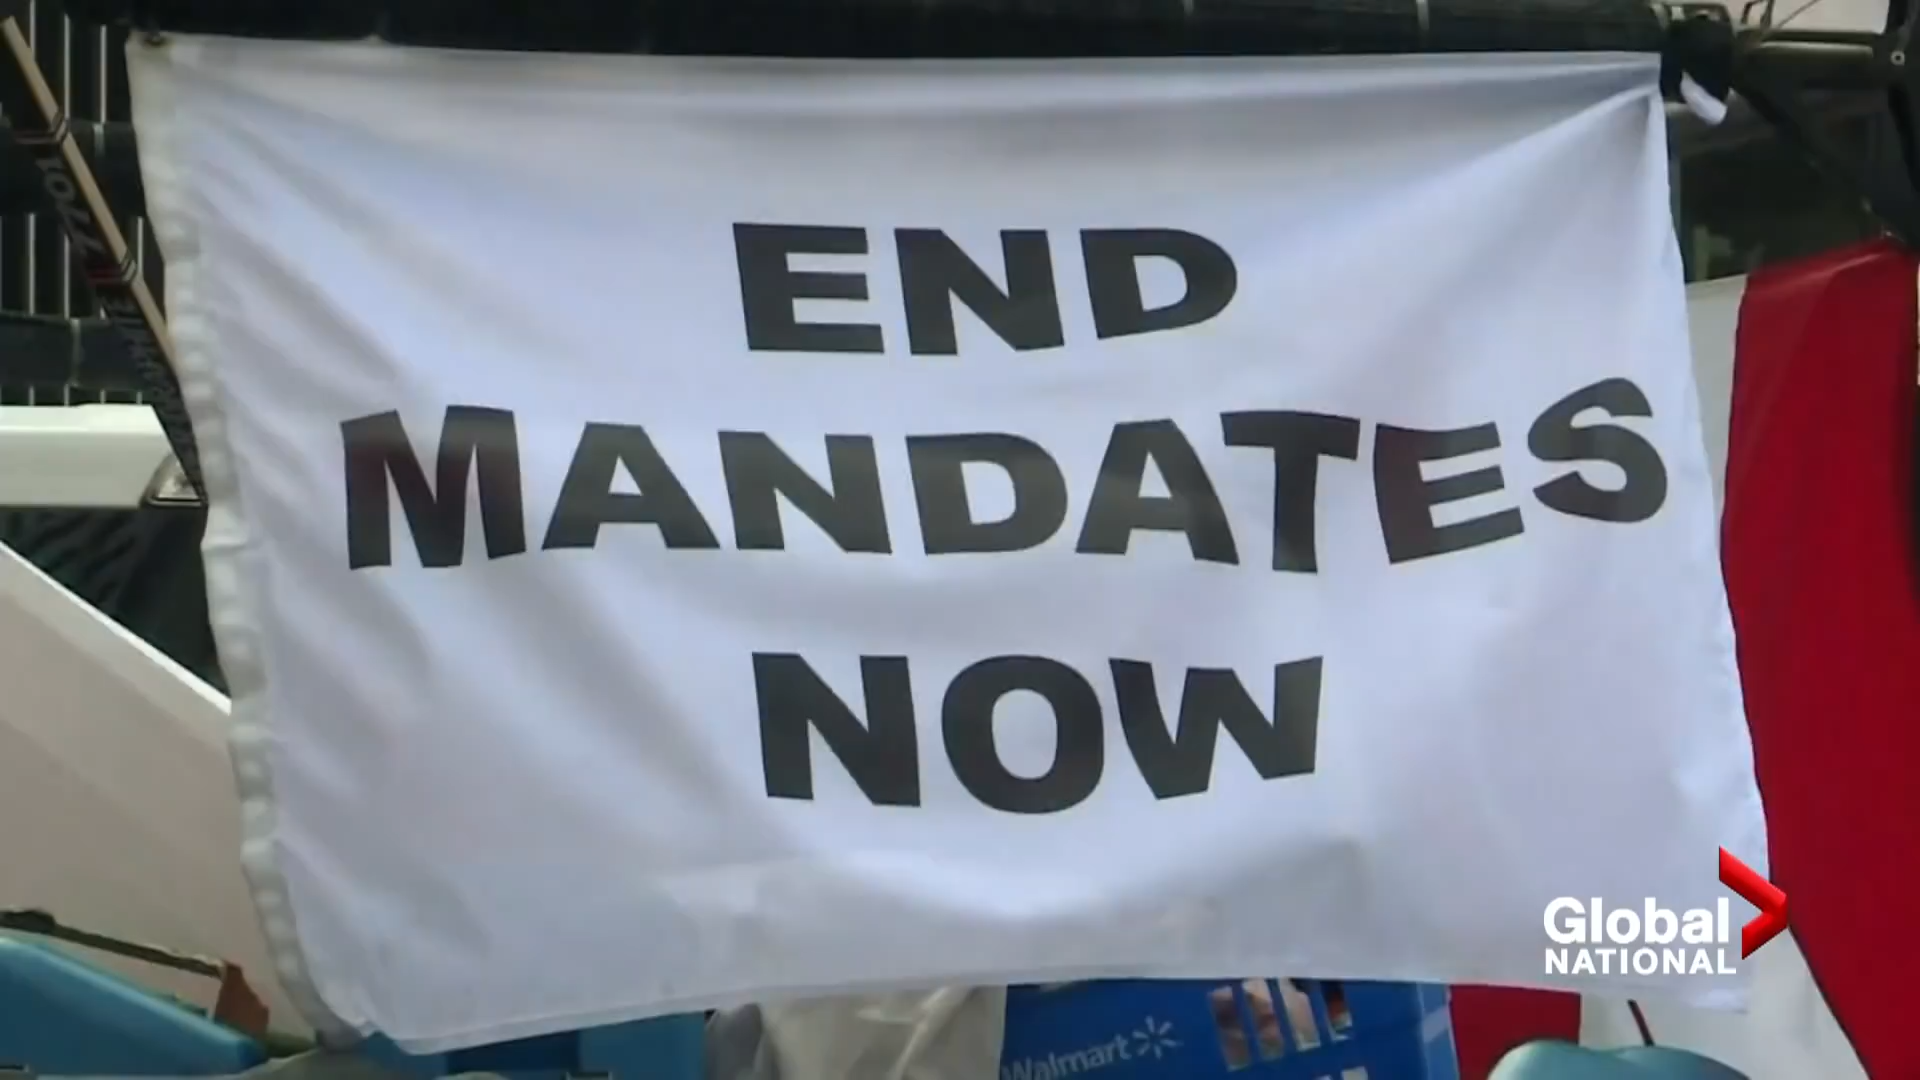 END
MANDATES
NOW
Global
NATIONAL
Walmart